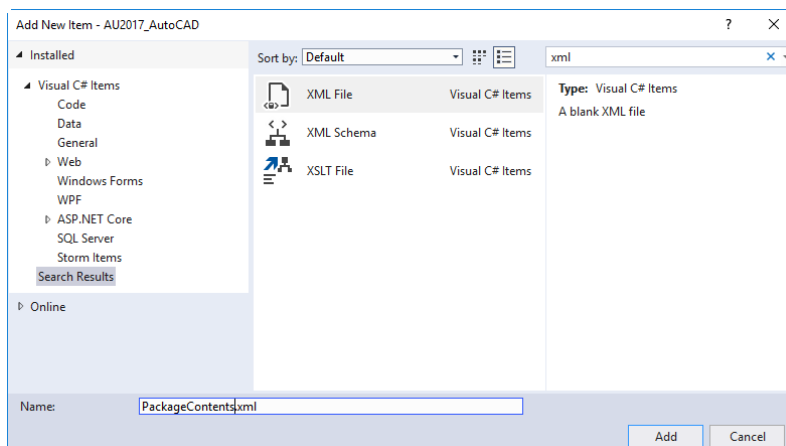 Add New Item - AU2017_AutoCAD ?
Installed
Sort by: Default
xml
Visual C# Items
Code
Data
General
Web
Windows Forms
WPF
ASP.NET Core
SQL Server
Storm Items
Search Results
Online
XML File Visual C# Items
XML Schema Visual C# Items
XSLT File Visual C# Items
Type: Visual C# Items
A blank XML file
Name: PackageContents.xml
Add Cancel